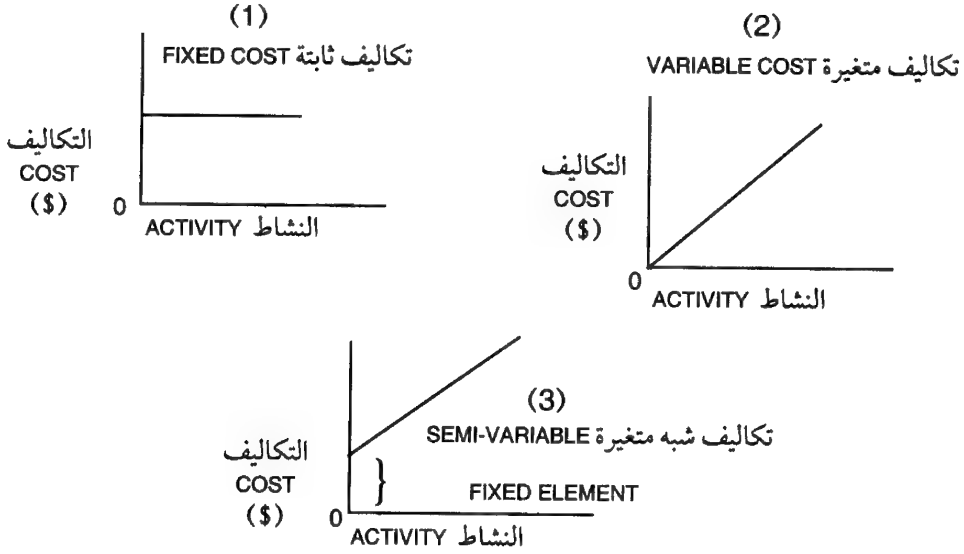 (1)
FIXED COST تكاليف ثابتة
التكاليف
COST
($)
0
ACTIVITY النشاط
(2)
VARIABLE COST تكاليف متغيرة
التكاليف
COST
($)
0
ACTIVITY النشاط
(3)
SEMI-VARIABLE تكاليف شبه متغيرة
التكاليف
COST
($)
FIXED ELEMENT
0
ACTIVITY النشاط